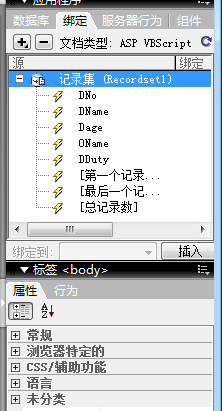 应用程序
数据库 绑定 服务器行为 组件
文档类型: ASP VBScript
源 绑定
记录集 (Recordset1)
DNo
DName
Dage
OName
DDuty
[第一个记录...
[最后一个记...
[总记录数]
绑定到: 插入
标签 <body>
属性 行为
常规
浏览器特定的
CSS/辅助功能
语言
未分类